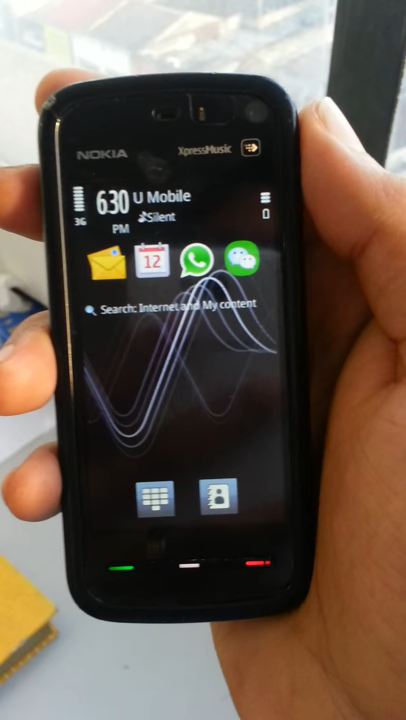 NOKIA
XpressMusic
3G
630
PM
U Mobile
Silent
12
Search: Internet and My content